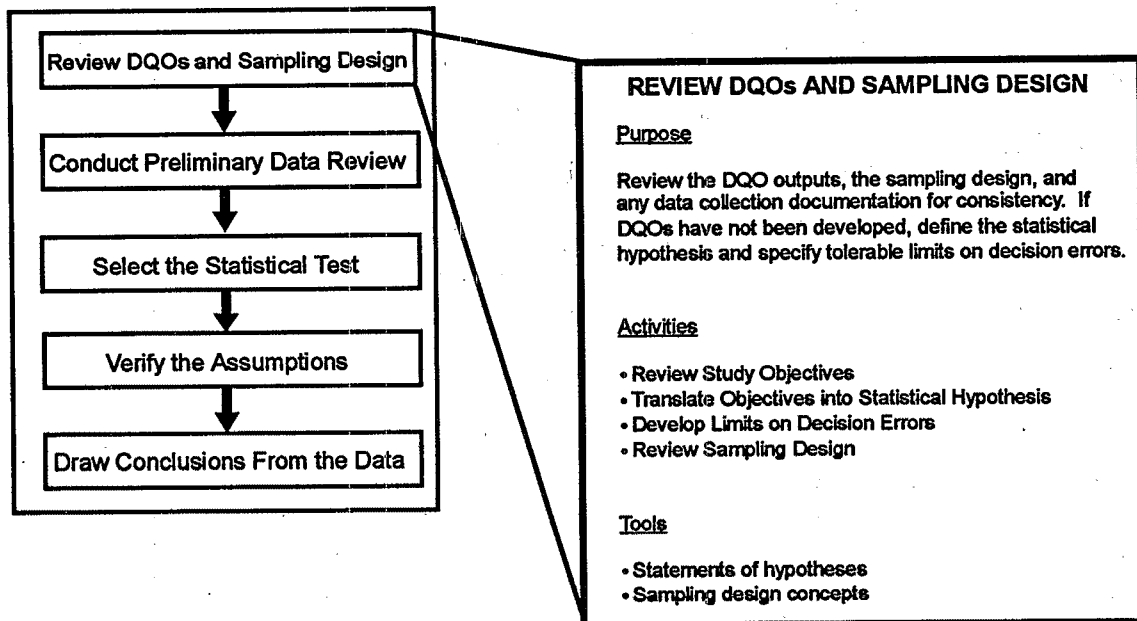 Review DQOs and Sampling Design
Conduct Preliminary Data Review
Select the Statistical Test
Verify the Assumptions
Draw Conclusions From the Data
REVIEW DQOs AND SAMPLING DESIGN
Purpose
Review the DQO outputs, the sampling design, and
any data collection documentation for consistency. If
DQOs have not been developed, define the statistical
hypothesis and specify tolerable limits on decision errors.
Activities
• Review Study Objectives
• Translate Objectives into Statistical Hypothesis
• Develop Limits on Decision Errors
• Review Sampling Design
Tools
• Statements of hypotheses
• Sampling design concepts